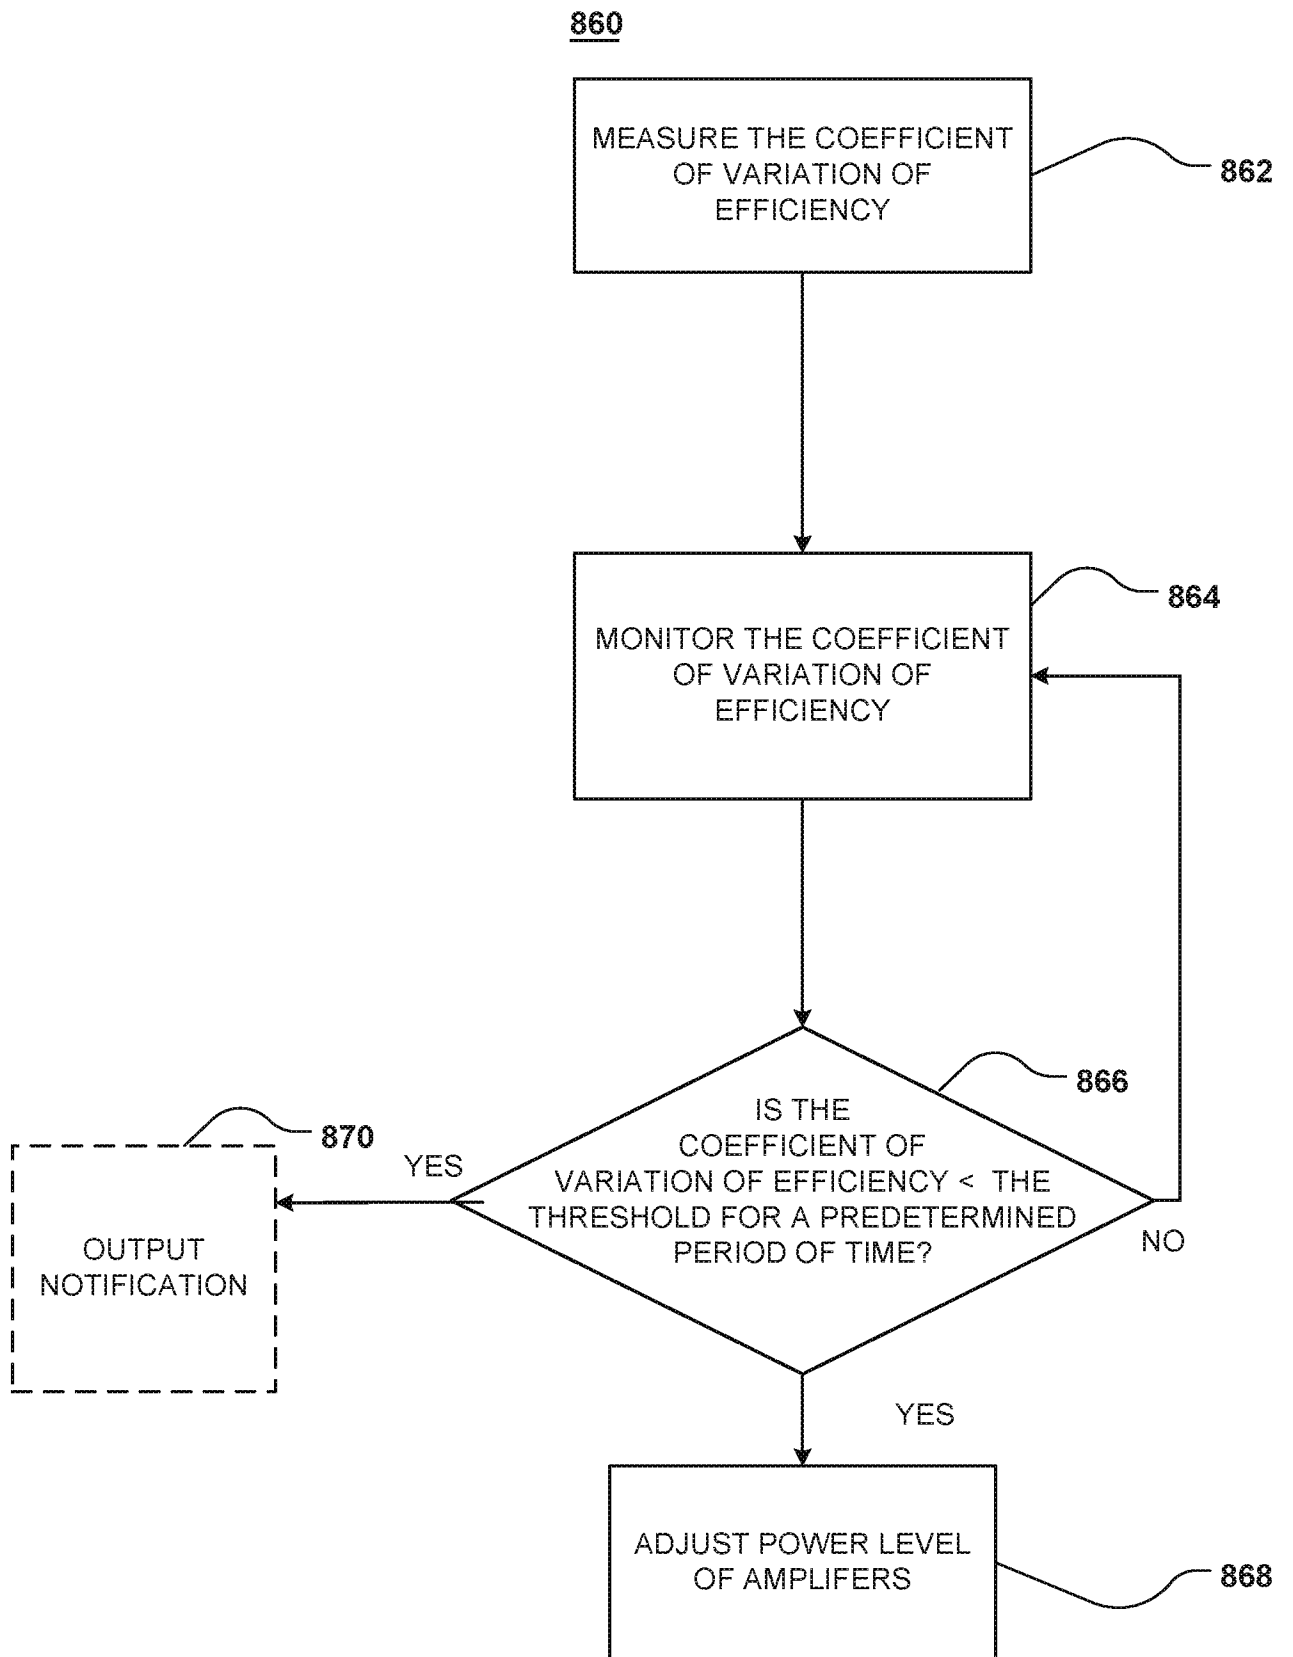 860
MEASURE THE COEFFICIENT
OF VARIATION OF
EFFICIENCY
862
MONITOR THE COEFFICIENT
OF VARIATION OF
EFFICIENCY
864
IS THE
COEFFICIENT OF
VARIATION OF EFFICIENCY < THE
THRESHOLD FOR A PREDETERMINED
PERIOD OF TIME?
866
YES
NO
870
OUTPUT
NOTIFICATION
YES
ADJUST POWER LEVEL
OF AMPLIFERS
868